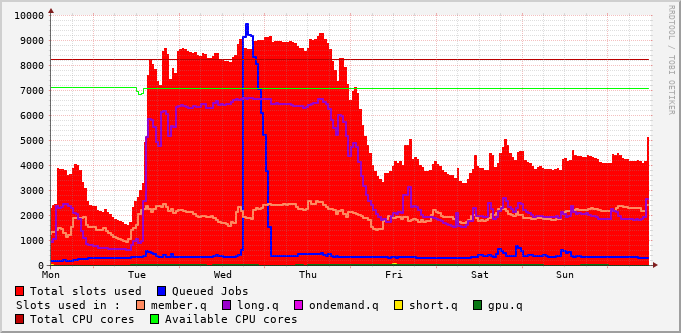 10000
9000
8000
7000
6000
5000
4000
3000
2000
1000
0
Mon Tue Wed Thu Fri Sat Sun
RRDTOOL / TOBI OETIKER
Total slots used Queued Jobs
Slots used in : member.q long.q ondemand.q short.q gpu.q
Total CPU cores Available CPU cores